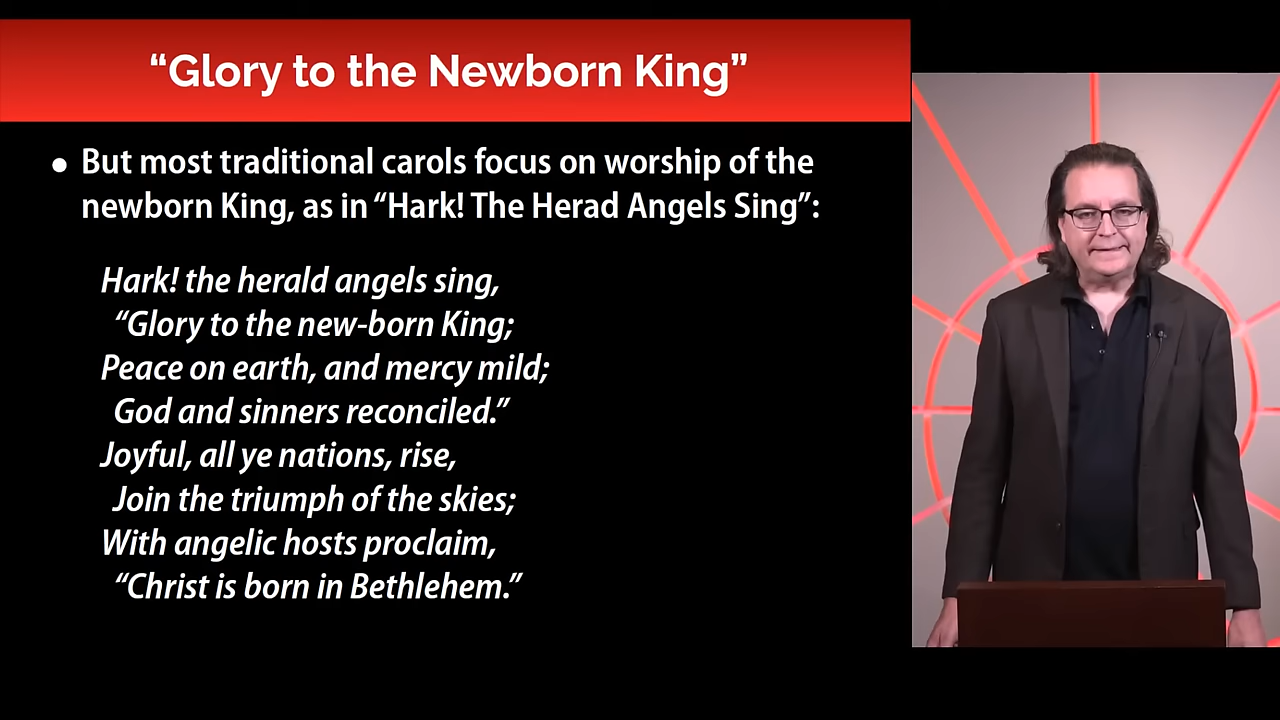 “Glory to the Newborn King”
● But most traditional carols focus on worship of the
newborn King, as in “Hark! The Herad Angels Sing”:
Hark! the herald angels sing,
“Glory to the new-born King;
Peace on earth, and mercy mild;
God and sinners reconciled.”
Joyful, all ye nations, rise,
Join the triumph of the skies;
With angelic hosts proclaim,
“Christ is born in Bethlehem.”